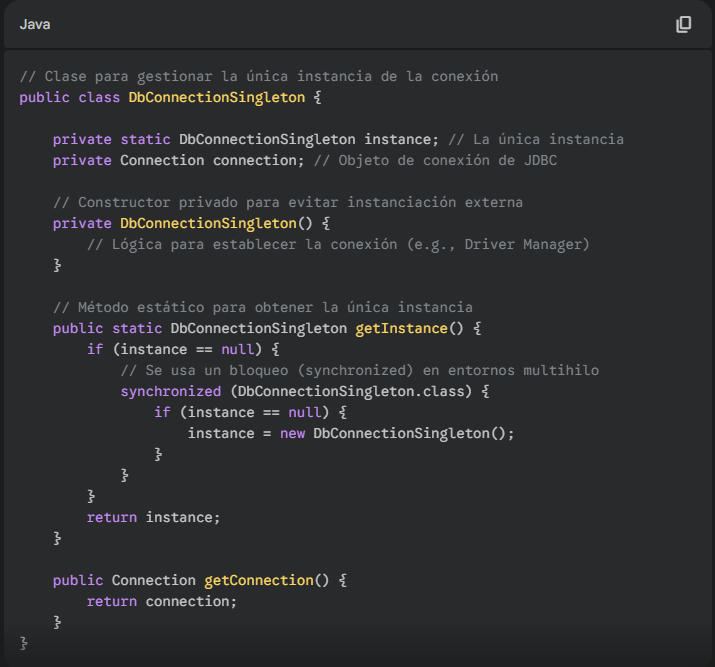 Java
// Clase para gestionar la única instancia de la conexión
public class DbConnectionSingleton {
    private static DbConnectionSingleton instance; // La única instancia
    private Connection connection; // Objeto de conexión de JDBC
    // Constructor privado para evitar instanciación externa
    private DbConnectionSingleton() {
        // Lógica para establecer la conexión (e.g., Driver Manager)
    }
    // Método estático para obtener la única instancia
    public static DbConnectionSingleton getInstance() {
        if (instance == null) {
            // Se usa un bloqueo (synchronized) en entornos multihilo
            synchronized (DbConnectionSingleton.class) {
                if (instance == null) {
                    instance = new DbConnectionSingleton();
                }
            }
        }
        return instance;
    }
    public Connection getConnection() {
        return connection;
    }
}